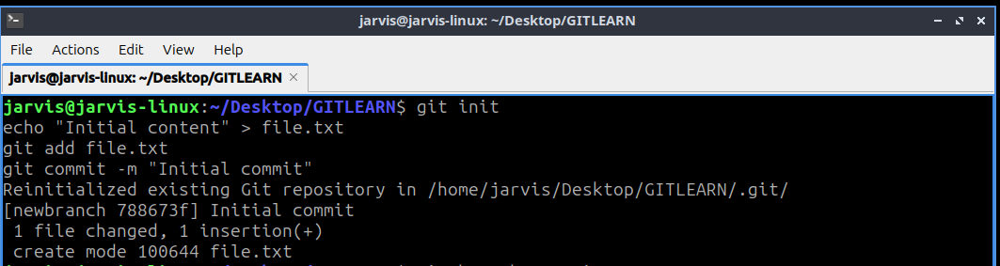 jarvis@jarvis-linux: ~/Desktop/GITLEARN
File Actions Edit View Help
jarvis@jarvis-linux: ~/Desktop/GITLEARN
jarvis@jarvis-linux:~/Desktop/GITLEARN$ git init
echo "Initial content" > file.txt
git add file.txt
git commit -m "Initial commit"
Reinitialized existing Git repository in /home/jarvis/Desktop/GITLEARN/.git/
[newbranch 788673f] Initial commit
 1 file changed, 1 insertion(+)
 create mode 100644 file.txt